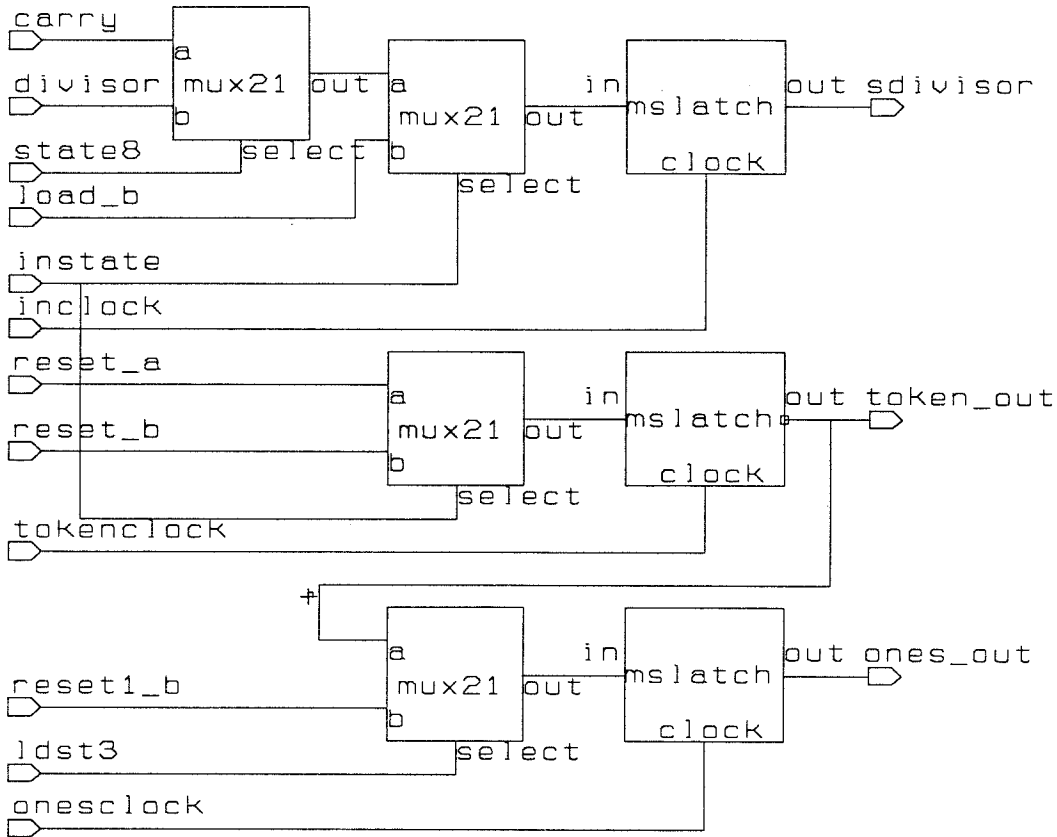 carry
a
divisor
mux21
out
b
state8
select
load_b
a
mux21
out
b
select
in
mslatch
out
sdivisor
clock
instate
inclock
reset_a
a
reset_b
mux21
out
b
select
in
mslatch
out
token_out
clock
tokenclock
a
mux21
out
reset1_b
b
select
in
mslatch
out
ones_out
clock
ldst3
onesclock